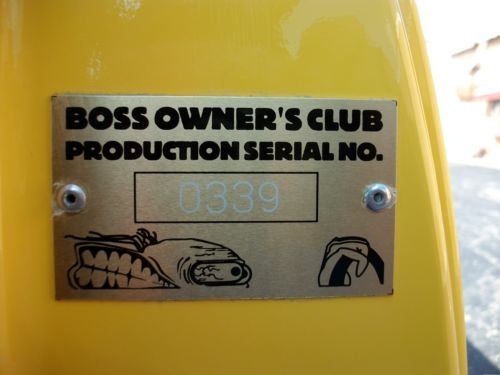 BOSS OWNER'S CLUB
PRODUCTION SERIAL NO.
0339